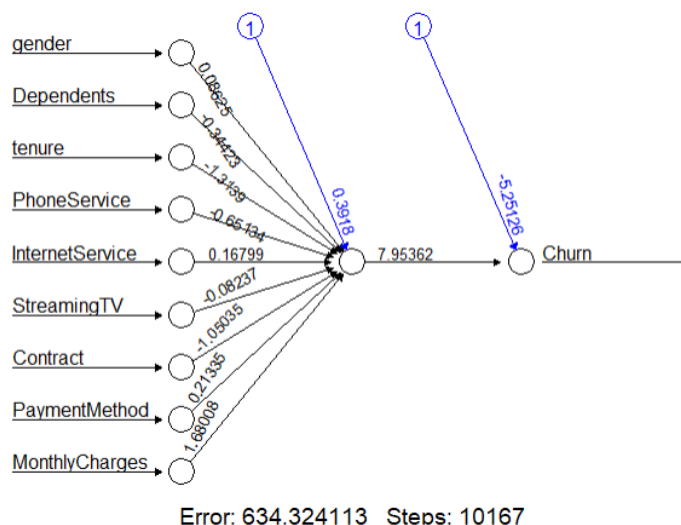 1
1
gender
0.08625
Dependents
-0.34423
tenure
-1.3139
PhoneService
-0.65134
0.3918
-5.25126
InternetService
0.16799
7.95362
Churn
StreamingTV
-0.08237
Contract
-1.05035
PaymentMethod
0.21335
MonthlyCharges
1.68008
Error: 634.324113 Steps: 10167